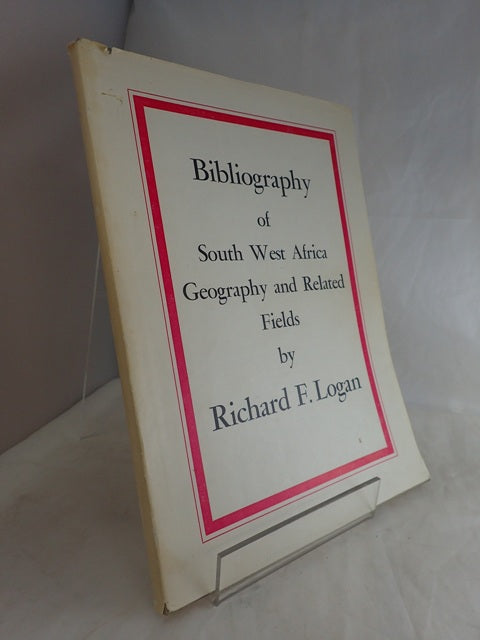 Bibliography
of
South West Africa
Geography and Related
Fields
by
Richard F. Logan